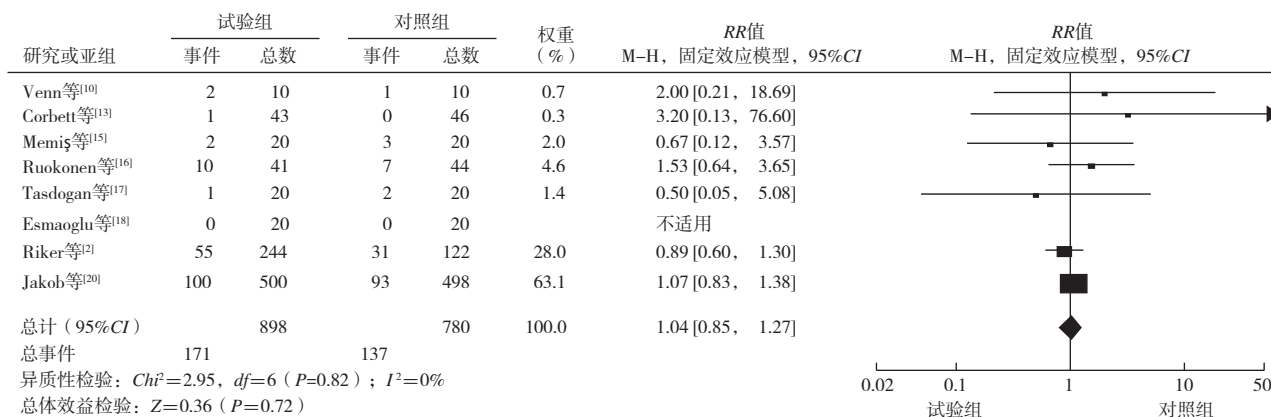 试验组 对照组 权重 RR值 RR值
研究或亚组 事件 总数 事件 总数 （%） M-H，固定效应模型，95%CI M-H，固定效应模型，95%CI
Venn等[10] 2 10 1 10 0.7 2.00 [0.21， 18.69]
Corbett等[13] 1 43 0 46 0.3 3.20 [0.13， 76.60]
Memiş等[15] 2 20 3 20 2.0 0.67 [0.12， 3.57]
Ruokonen等[16] 10 41 7 44 4.6 1.53 [0.64， 3.65]
Tasdogan等[17] 1 20 2 20 1.4 0.50 [0.05， 5.08]
Esmaoglu等[18] 0 20 0 20 不适用
Riker等[2] 55 244 31 122 28.0 0.89 [0.60， 1.30]
Jakob等[20] 100 500 93 498 63.1 1.07 [0.83， 1.38]
总计（95%CI） 898 780 100.0 1.04 [0.85， 1.27]
总事件 171 137
异质性检验：Chi²=2.95，df=6（P=0.82）；I²=0%
总体效益检验：Z=0.36（P=0.72）
0.02 0.1 1 10 50
试验组 对照组